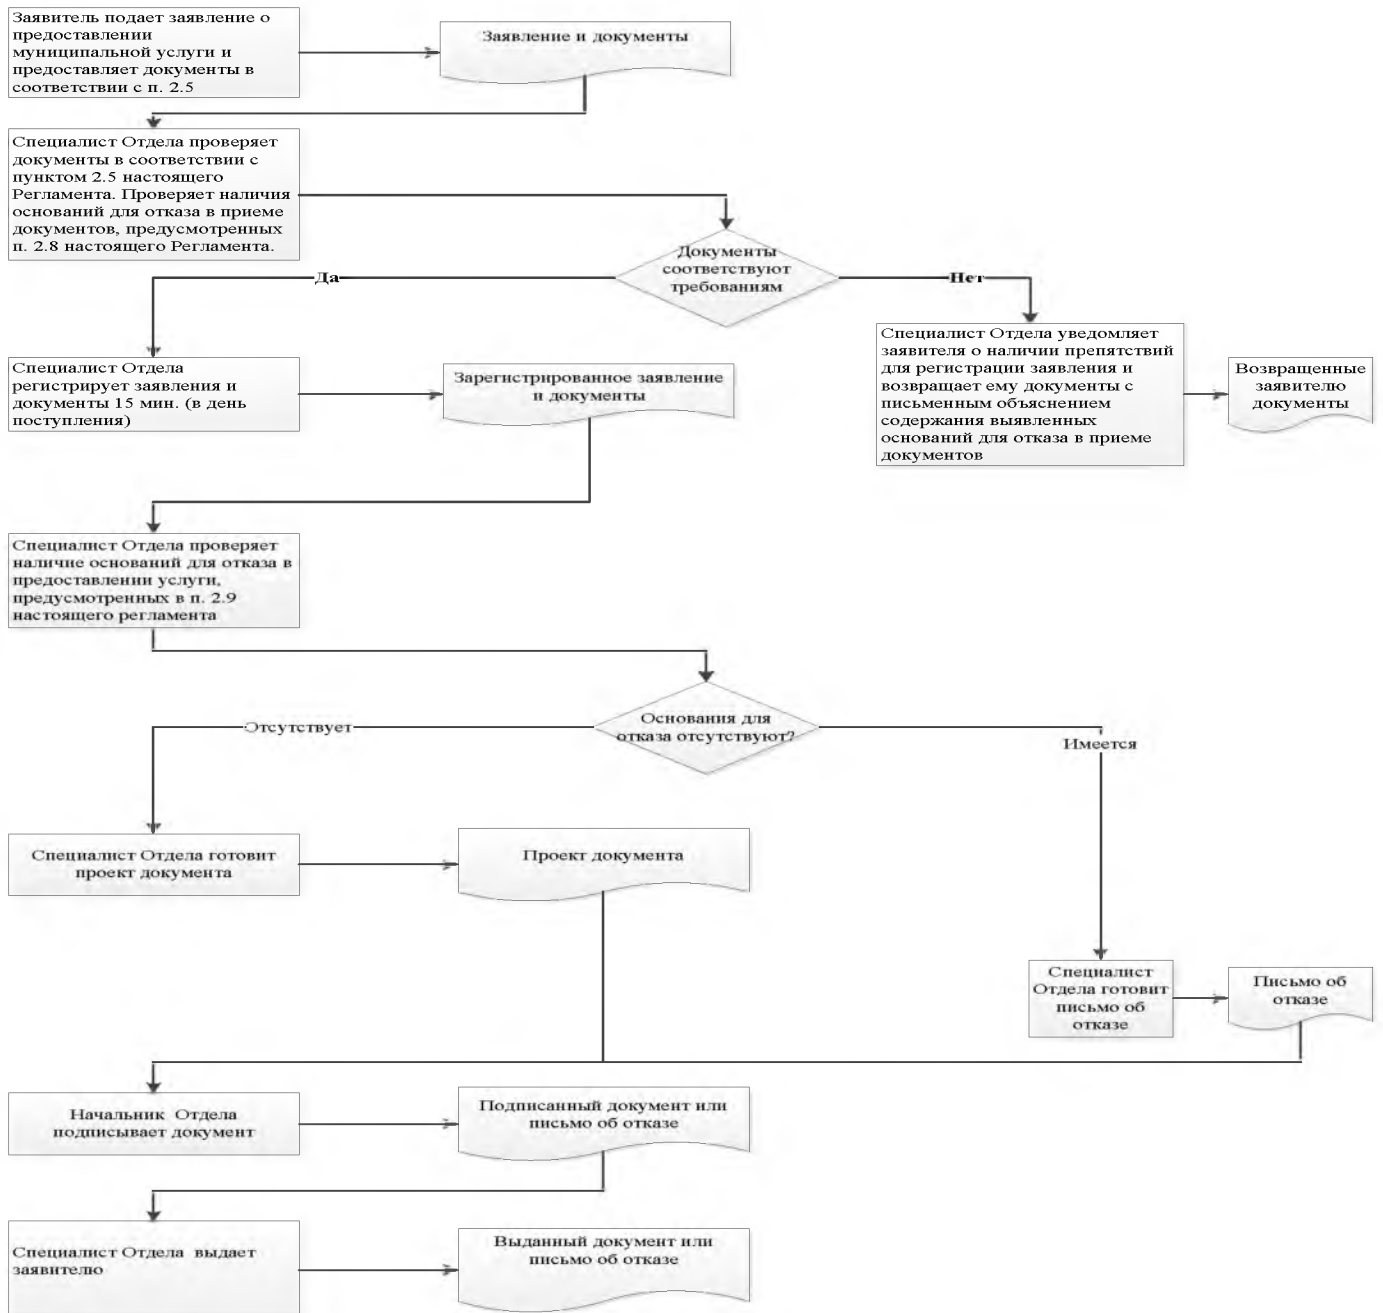 Заявитель подает заявление о
предоставлении
муниципальной услуги и
предоставляет документы в
соответствии с п. 2.5
Заявление и документы
Специалист Отдела проверяет
документы в соответствии с
пунктом 2.5 настоящего
Регламента. Проверяет наличия
оснований для отказа в приеме
документов, предусмотренных
п. 2.8 настоящего Регламента.
Документы
соответствуют
требованиям
Да
Нет
Специалист Отдела
регистрирует заявления и
документы 15 мин. (в день
поступления)
Зарегистрированное заявление
и документы
Специалист Отдела уведомляет
заявителя о наличии препятствий
для регистрации заявления и
возвращает ему документы с
письменным объяснением
содержания выявленных
оснований для отказа в приеме
документов
Возвращенные
заявителю
документы
Специалист Отдела проверяет
наличие оснований для отказа в
предоставлении услуги,
предусмотренных в п. 2.9
настоящего регламента
Основания для
отказа отсутствуют?
Отсутствует
Имеется
Специалист Отдела готовит
проект документа
Проект документа
Специалист
Отдела готовит
письмо об
отказе
Письмо об
отказе
Начальник Отдела
подписывает документ
Подписанный документ или
письмо об отказе
Специалист Отдела выдает
заявителю
Выданный документ или
письмо об отказе